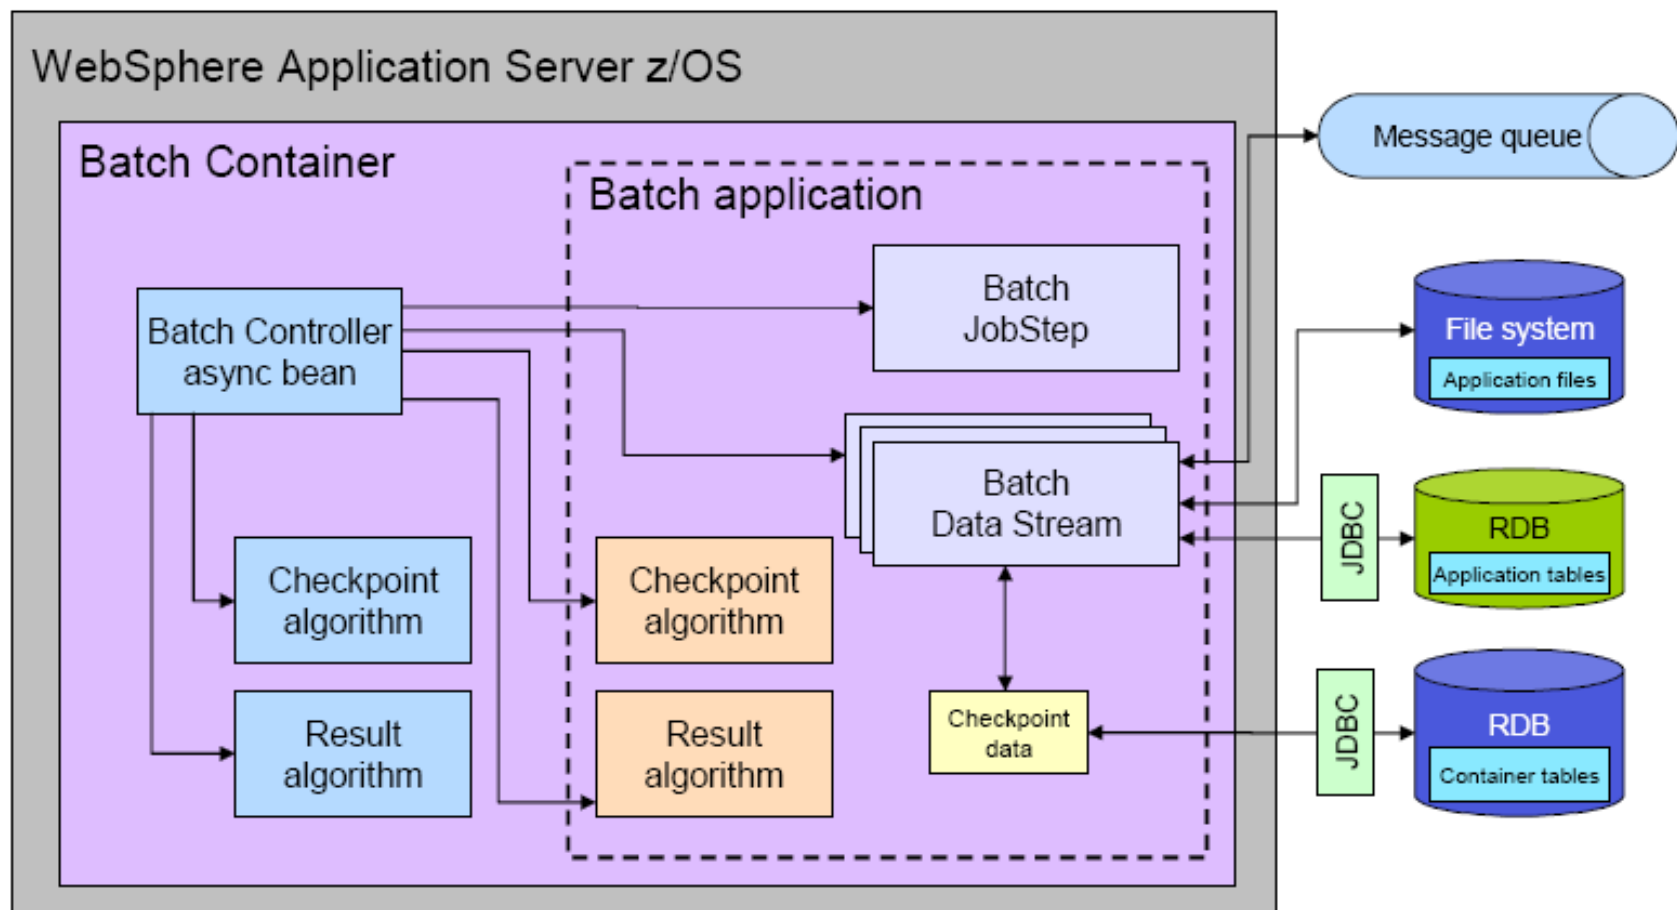 WebSphere Application Server z/OS
Batch Container
Batch application
Message queue
Batch
JobStep
Batch Controller
async bean
File system
Application files
Batch
Data Stream
JDBC
RDB
Application tables
Checkpoint
algorithm
Checkpoint
algorithm
Result
algorithm
Result
algorithm
Checkpoint
data
JDBC
RDB
Container tables